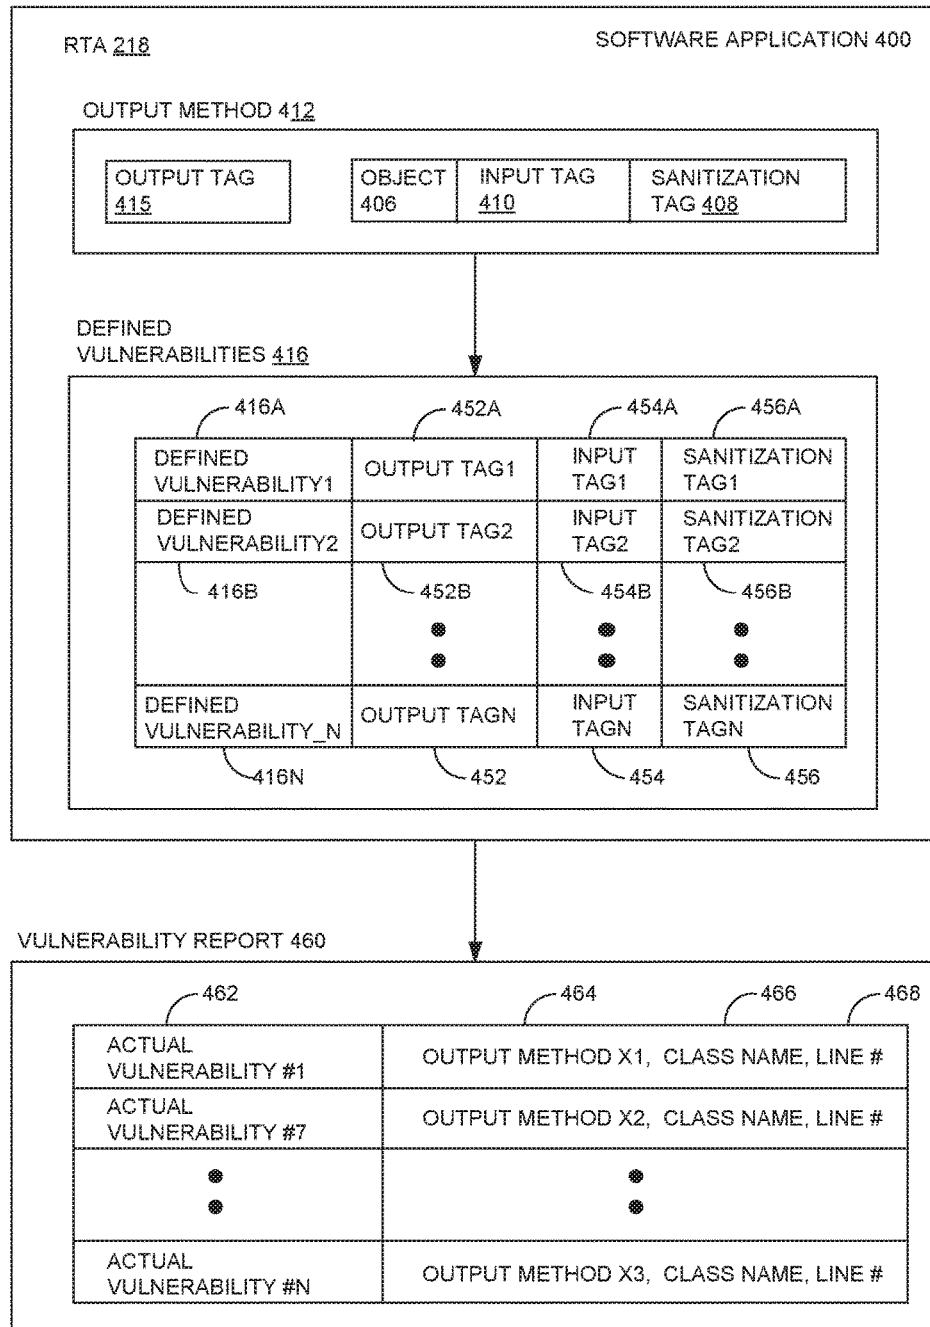 RTA 218
SOFTWARE APPLICATION 400
OUTPUT METHOD 412
OUTPUT TAG
415
OBJECT
406
INPUT TAG
410
SANITIZATION
TAG 408
DEFINED
VULNERABILITIES 416
416A
452A
454A
456A
DEFINED
VULNERABILITY1
OUTPUT TAG1
INPUT
TAG1
SANITIZATION
TAG1
DEFINED
VULNERABILITY2
OUTPUT TAG2
INPUT
TAG2
SANITIZATION
TAG2
416B
452B
454B
456B
DEFINED
VULNERABILITY_N
OUTPUT TAGN
INPUT
TAGN
SANITIZATION
TAGN
416N
452
454
456
VULNERABILITY REPORT 460
462
464
466
468
ACTUAL
VULNERABILITY #1
OUTPUT METHOD X1, CLASS NAME, LINE #
ACTUAL
VULNERABILITY #7
OUTPUT METHOD X2, CLASS NAME, LINE #
ACTUAL
VULNERABILITY #N
OUTPUT METHOD X3, CLASS NAME, LINE #